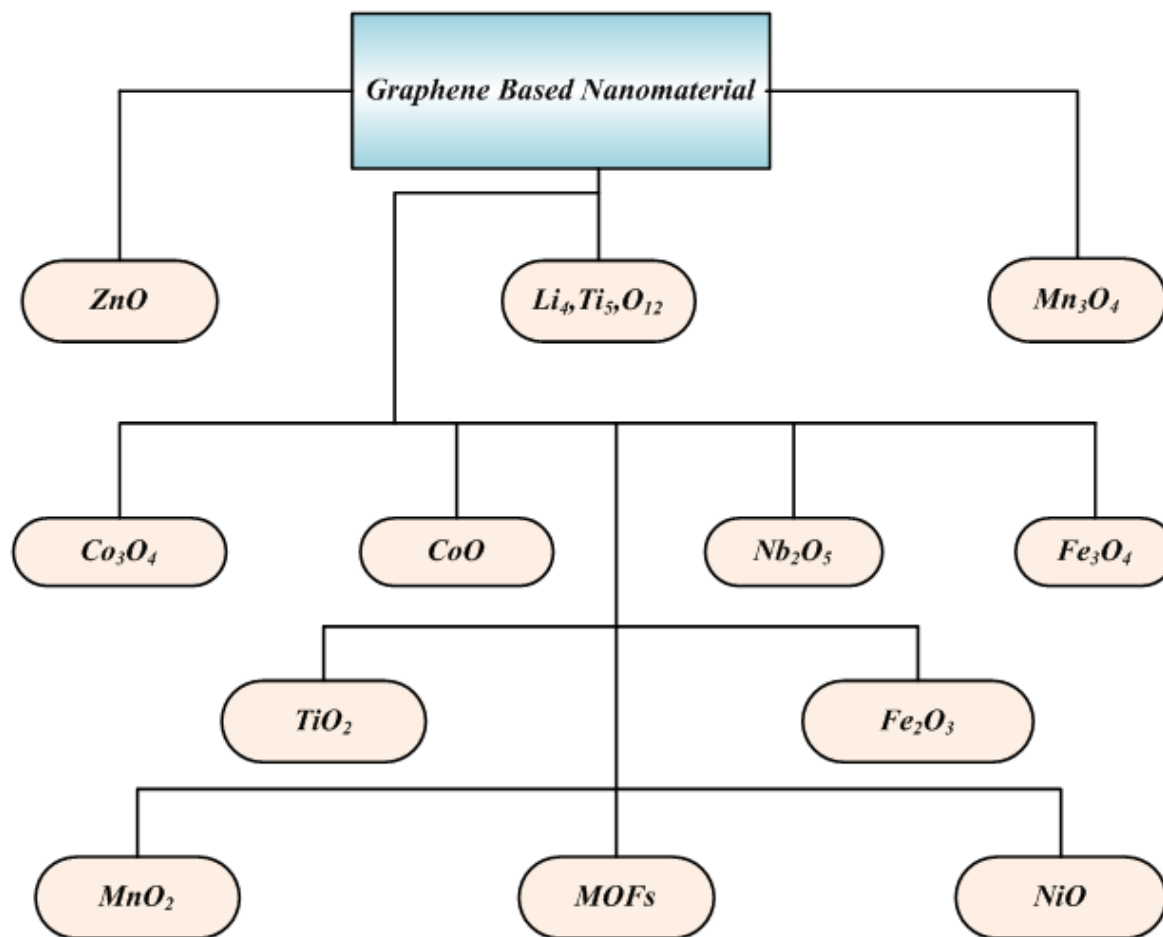 Graphene Based Nanomaterial
ZnO
Li₄,Ti₅,O₁₂
Mn₃O₄
Co₃O₄
CoO
Nb₂O₅
Fe₃O₄
TiO₂
Fe₂O₃
MnO₂
MOFs
NiO